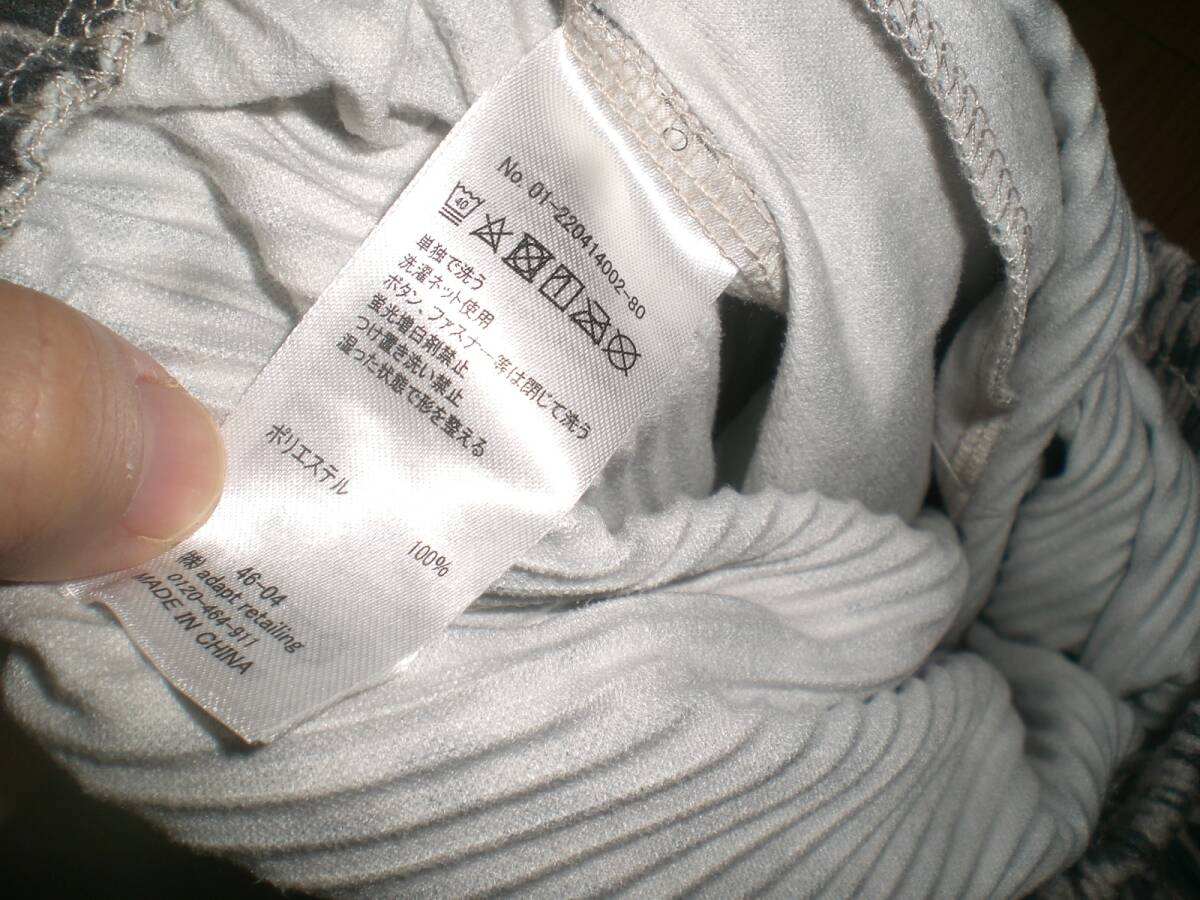 No. 01-220414002-80
40
単独で洗う
洗濯ネット使用
ボタン、ファスナー等は閉じて洗う
蛍光増白剤禁止
つけ置き洗い禁止
湿った状態で形を整える
ポリエステル
100%
46-04
㈱ adapt retailing
0120-464-911
MADE IN CHINA